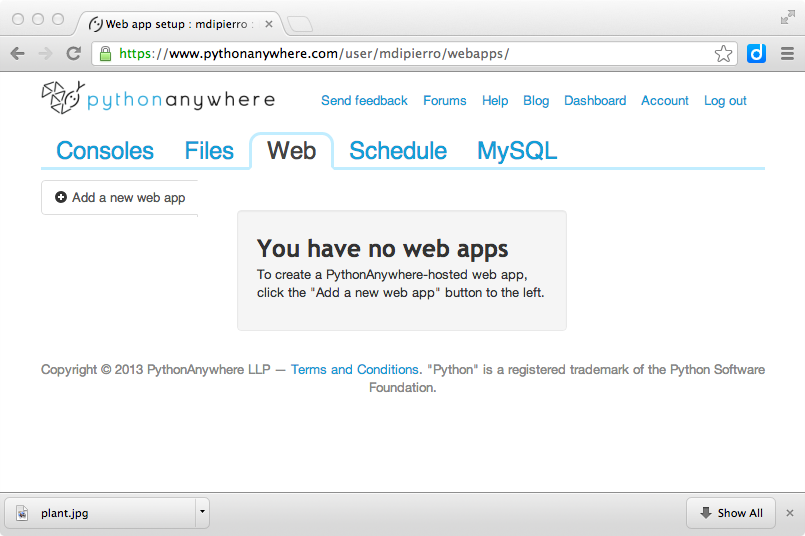 Web app setup : mdipierro :
https://www.pythonanywhere.com/user/mdipierro/webapps/
pythonanywhere
Send feedback Forums Help Blog Dashboard Account Log out
Consoles Files Web Schedule MySQL
Add a new web app
You have no web apps
To create a PythonAnywhere-hosted web app,
click the "Add a new web app" button to the left.
Copyright © 2013 PythonAnywhere LLP — Terms and Conditions. "Python" is a registered trademark of the Python Software
Foundation.
plant.jpg
Show All